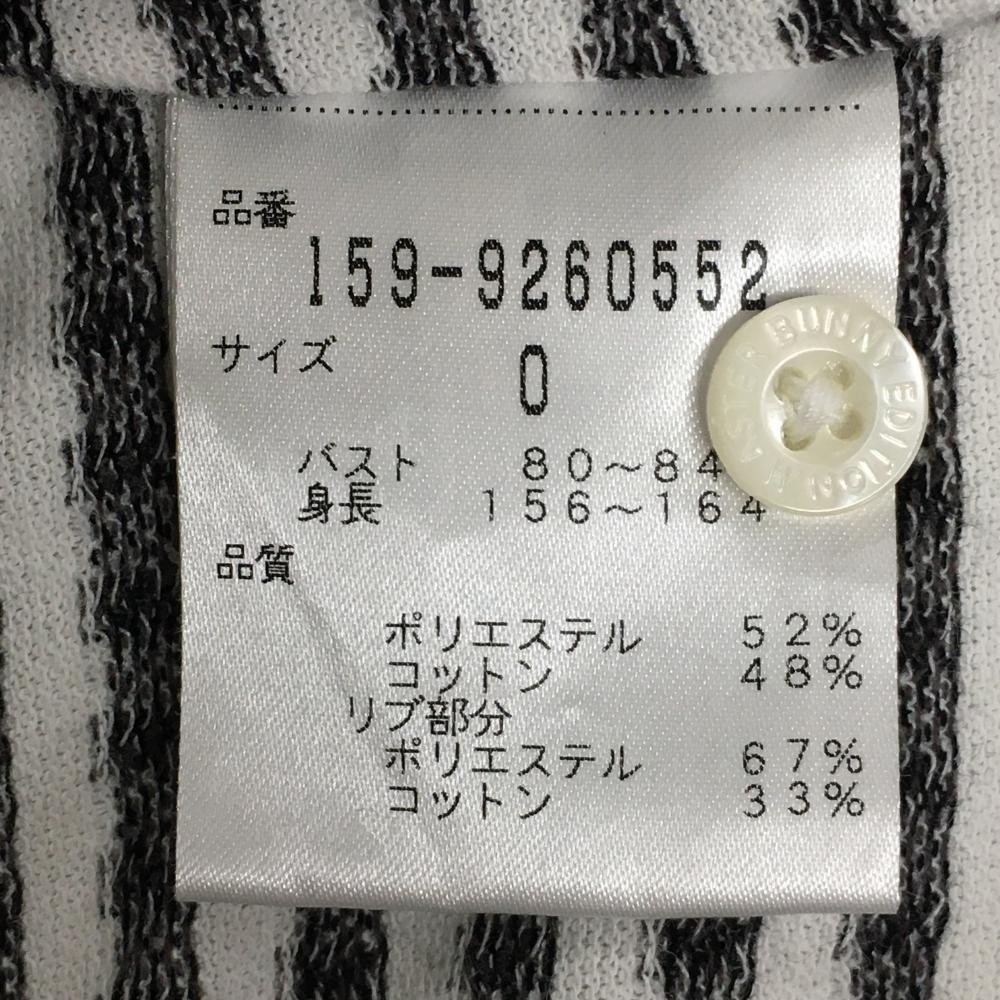 品番
159-9260552
サイズ
0
バスト 80～84
身長 156～164
品質
ポリエステル 52%
コットン 48%
リブ部分
ポリエステル 67%
コットン 33%
MASTER BUNNY EDITION